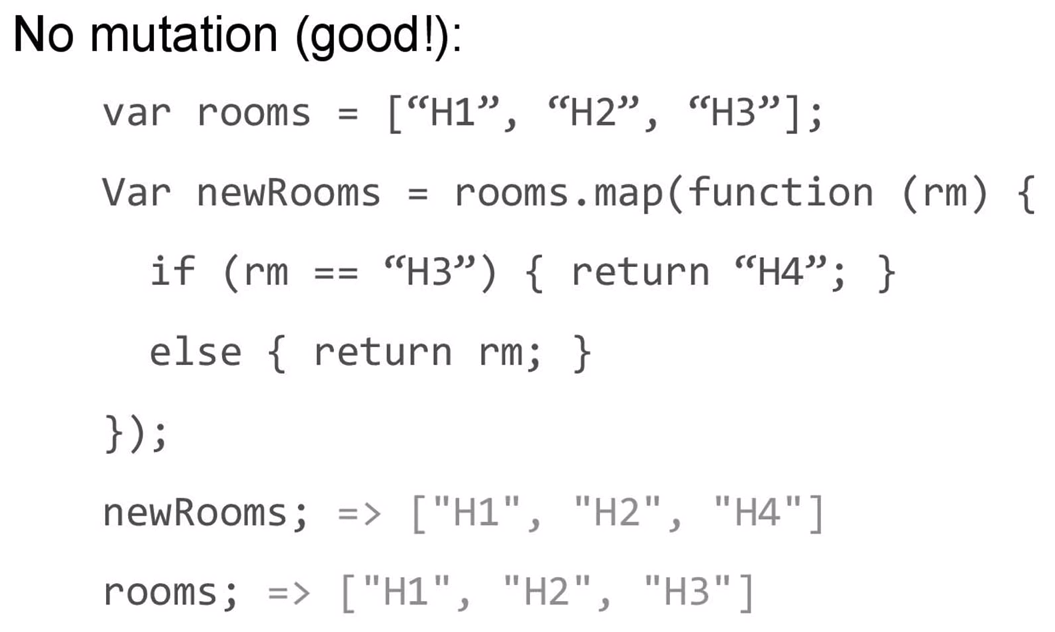 No mutation (good!):
var rooms = [“H1”, “H2”, “H3”];
Var newRooms = rooms.map(function (rm) {
if (rm == “H3”) { return “H4”; }
else { return rm; }
});
newRooms; => ["H1", "H2", "H4"]
rooms; => ["H1", "H2", "H3"]